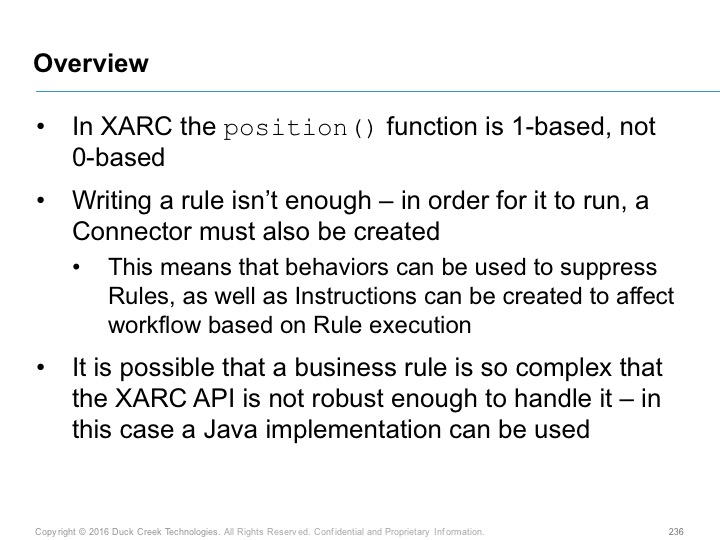 Overview
• In XARC the position() function is 1-based, not
0-based
• Writing a rule isn’t enough – in order for it to run, a
Connector must also be created
• This means that behaviors can be used to suppress
Rules, as well as Instructions can be created to affect
workflow based on Rule execution
• It is possible that a business rule is so complex that
the XARC API is not robust enough to handle it – in
this case a Java implementation can be used
Copyright © 2016 Duck Creek Technologies. All Rights Reserved. Confidential and Proprietary Information. 236